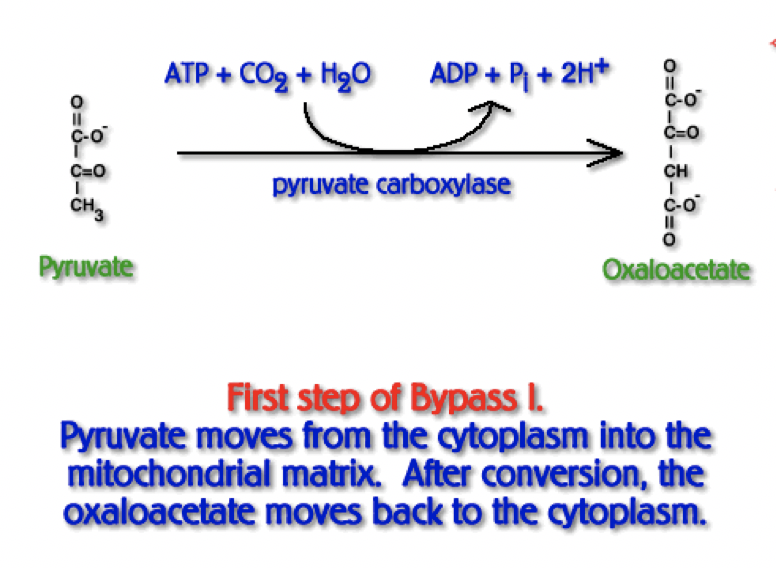 ATP + CO2 + H2O
ADP + Pi + 2H+
O
C-O-
C=O
CH3
O
C-O-
C=O
CH
C-O-
O
pyruvate carboxylase
Pyruvate
Oxaloacetate
First step of Bypass I.
Pyruvate moves from the cytoplasm into the
mitochondrial matrix. After conversion, the
oxaloacetate moves back to the cytoplasm.